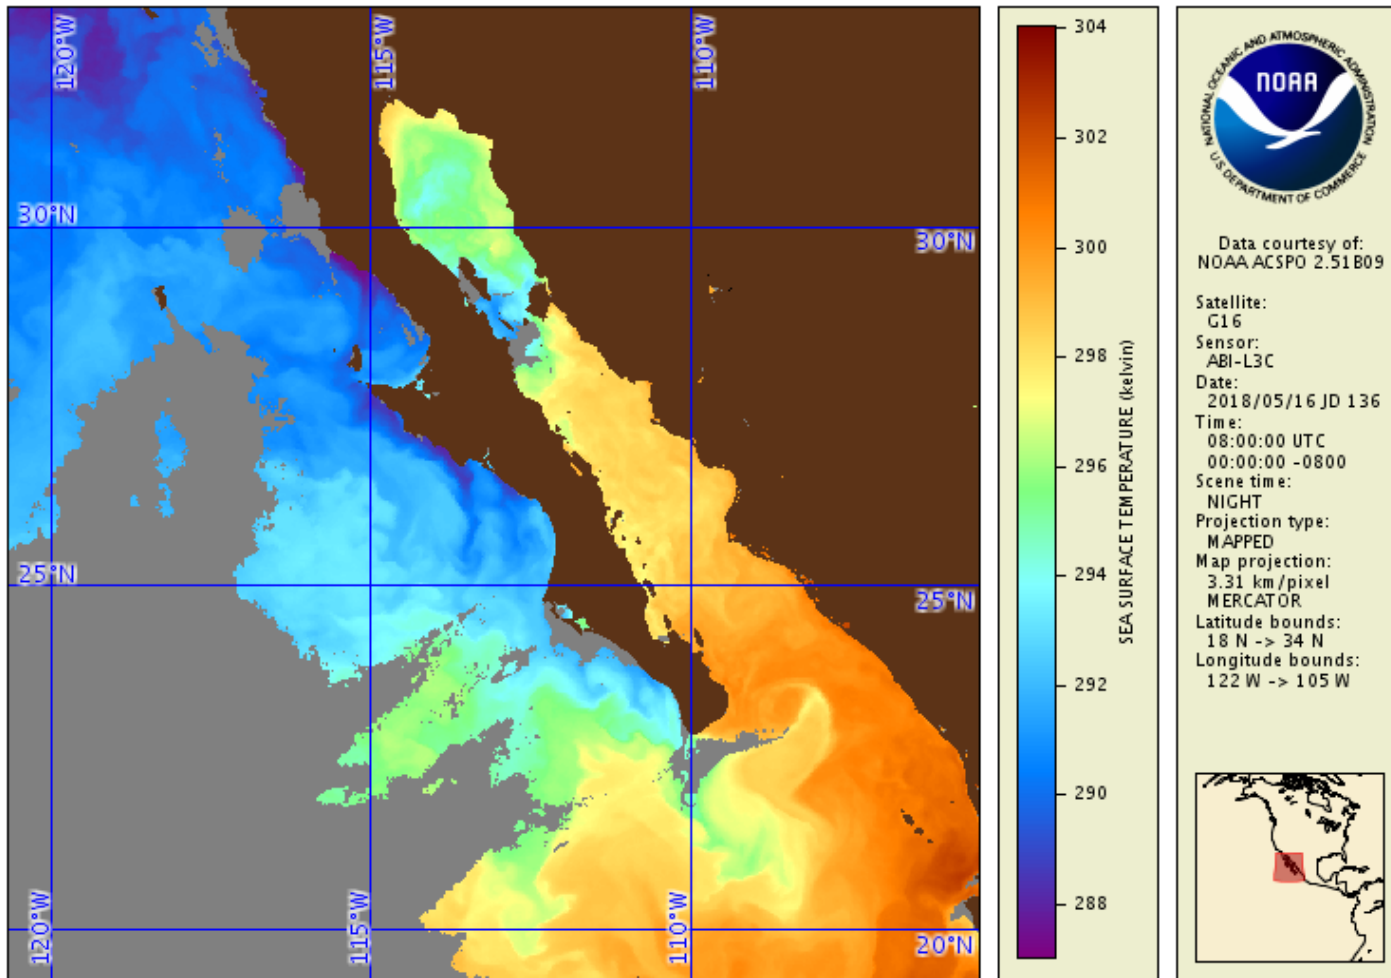 120°W
115°W
110°W
30°N
30°N
25°N
25°N
120°W
115°W
110°W
20°N
304
302
300
298
296
294
292
290
288
SEA SURFACE TEMPERATURE (kelvin)
NATIONAL OCEANIC AND ATMOSPHERIC ADMINISTRATION
NOAA
U.S. DEPARTMENT OF COMMERCE
Data courtesy of:
NOAA ACSPO 2.51B09
Satellite:
G16
Sensor:
ABI-L3C
Date:
2018/05/16 JD 136
Time:
08:00:00 UTC
00:00:00 -0800
Scene time:
NIGHT
Projection type:
MAPPED
Map projection:
3.31 km/pixel
MERCATOR
Latitude bounds:
18 N -> 34 N
Longitude bounds:
122 W -> 105 W